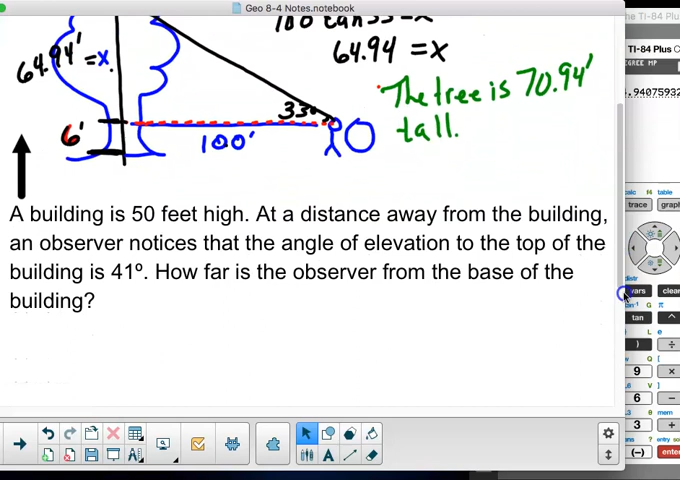 Geo 8-4 Notes.notebook
64.94 = x
64.94' = x.
The tree is 70.94'
tall.
33°
6'
100'
A building is 50 feet high. At a distance away from the building,
an observer notices that the angle of elevation to the top of the
building is 41º. How far is the observer from the base of the
building?
TI-84 Plus
trace
graph
vars
clear
tan
^
)
÷
9
×
6
−
3
+
(−)
enter